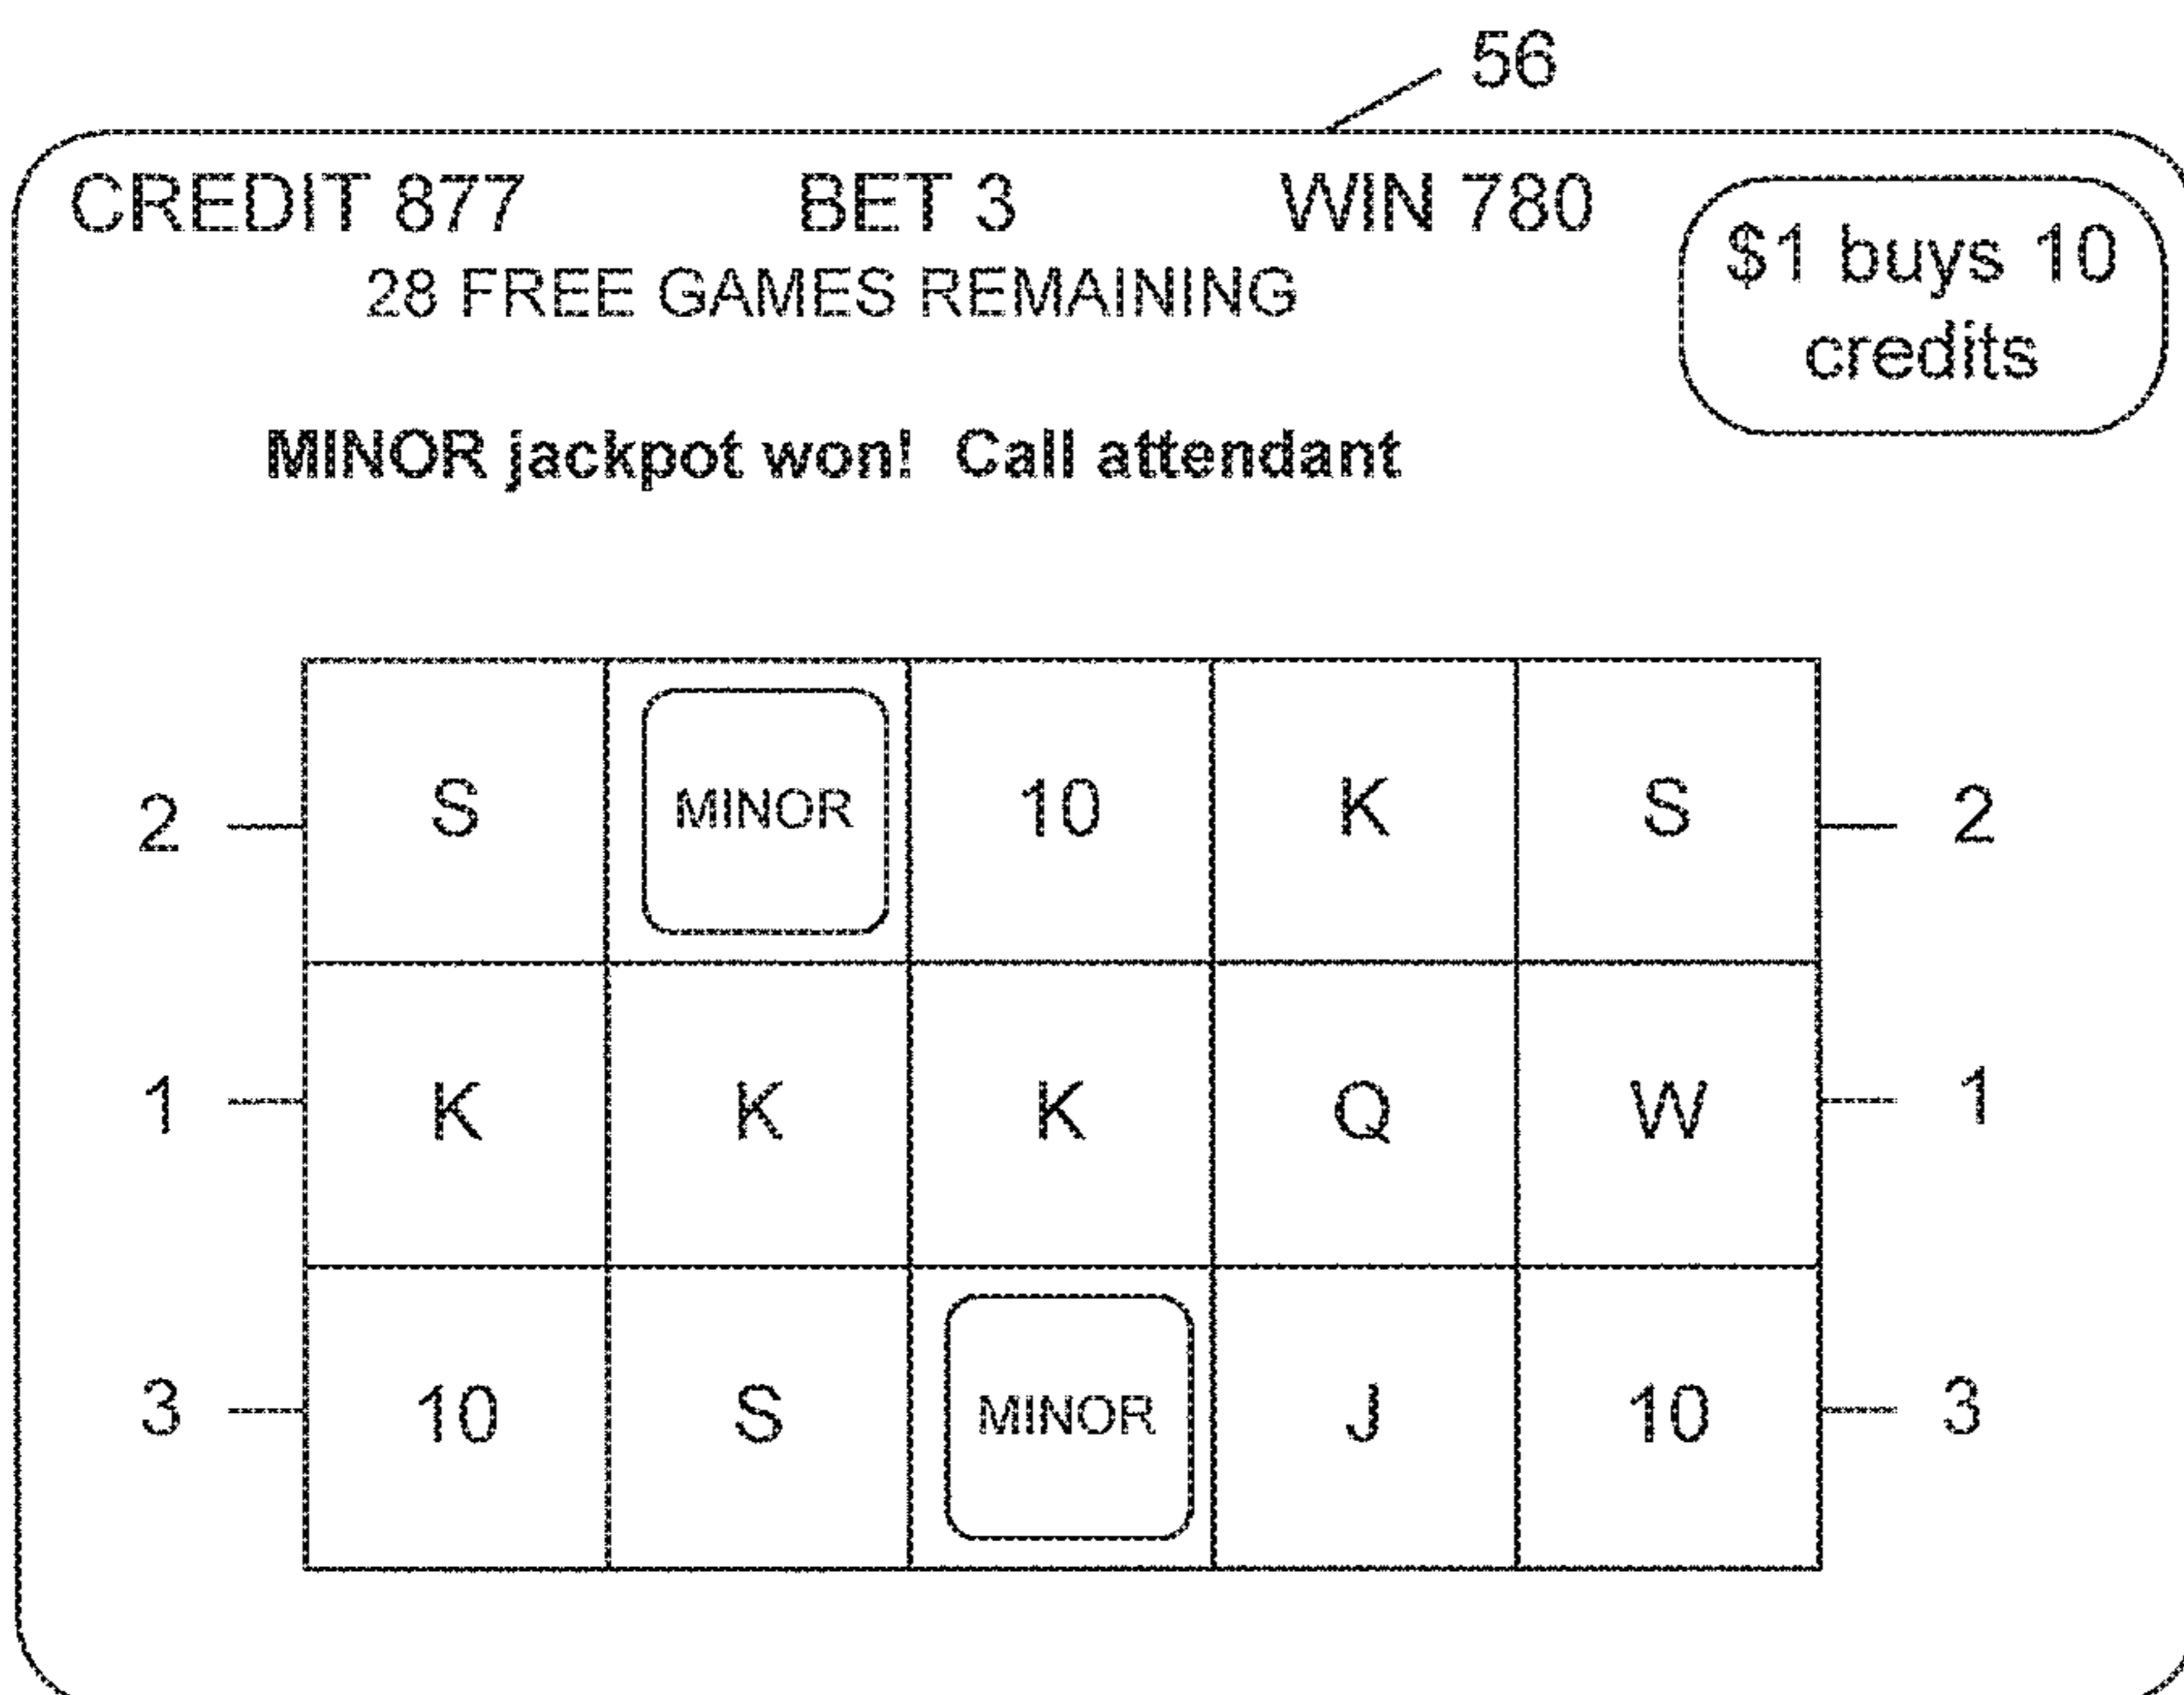 56
CREDIT 877 BET 3 WIN 780
$1 buys 10
credits
28 FREE GAMES REMAINING
MINOR jackpot won! Call attendant
2 S MINOR 10 K S 2
1 K K K Q W 1
3 10 S MINOR J 10 3